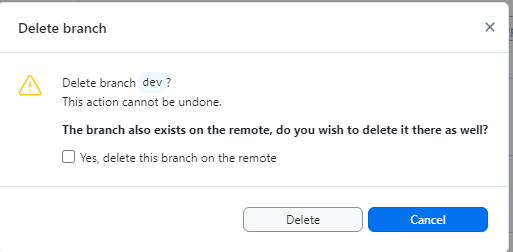 Delete branch
Delete branch dev ?
This action cannot be undone.
The branch also exists on the remote, do you wish to delete it there as well?
Yes, delete this branch on the remote
Delete
Cancel